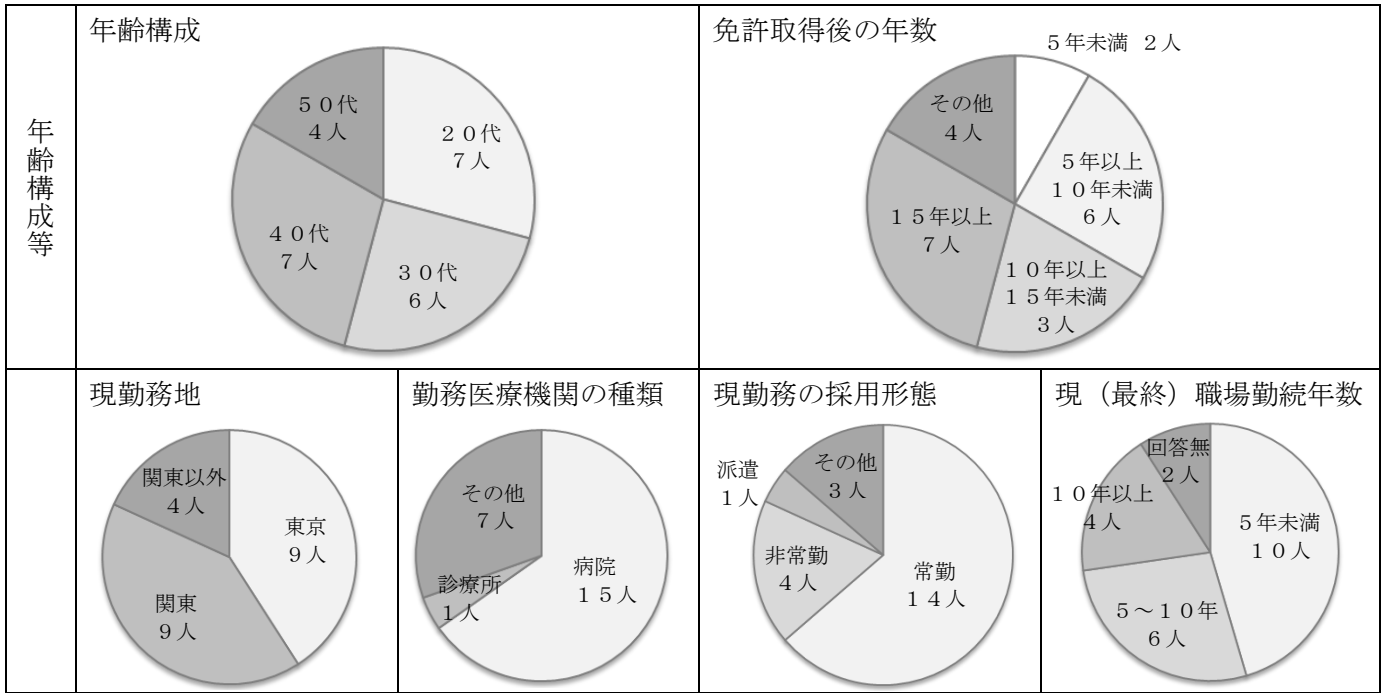 年齢構成等
年齢構成
５０代
４人
２０代
７人
４０代
７人
３０代
６人
免許取得後の年数
５年未満 ２人
その他
４人
５年以上
１０年未満
６人
１５年以上
７人
１０年以上
１５年未満
３人
現勤務地
関東以外
４人
東京
９人
関東
９人
勤務医療機関の種類
その他
７人
病院
１５人
診療所
１人
現勤務の採用形態
派遣
１人
その他
３人
非常勤
４人
常勤
１４人
現（最終）職場勤続年数
回答無
２人
１０年以上
４人
５年未満
１０人
５～１０年
６人